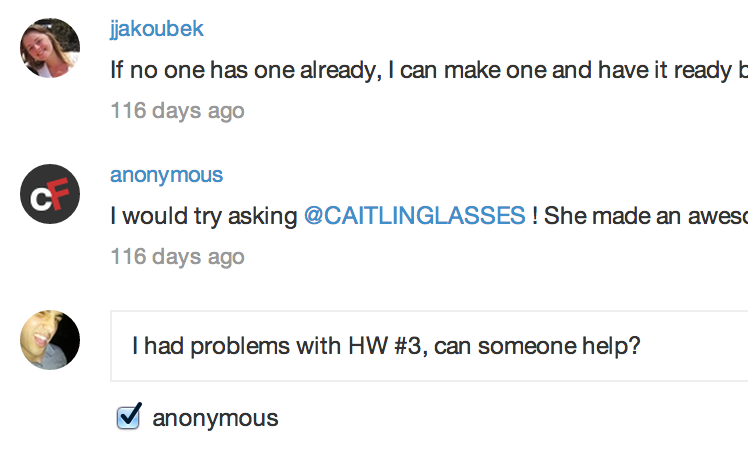 jjakoubek
If no one has one already, I can make one and have it ready b
116 days ago
CF
anonymous
I would try asking @CAITLINGLASSES ! She made an aweso
116 days ago
I had problems with HW #3, can someone help?
anonymous